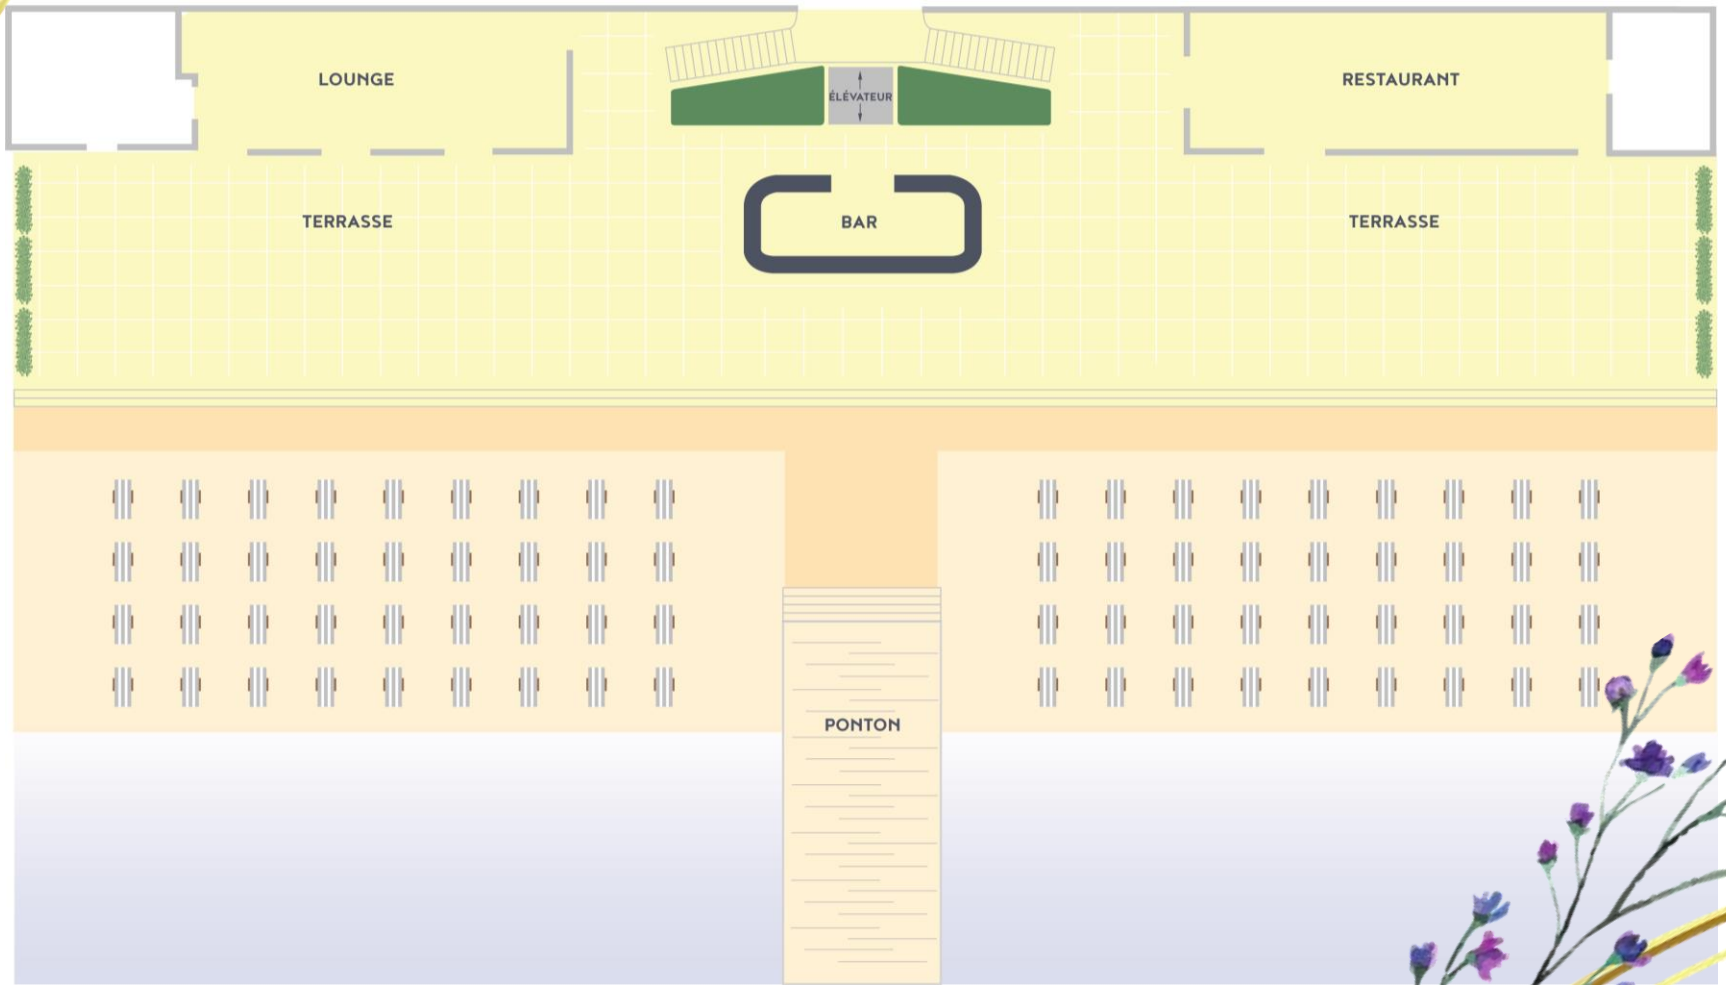 LOUNGE
ÉLÉVATEUR
RESTAURANT
TERRASSE
BAR
TERRASSE
PONTON